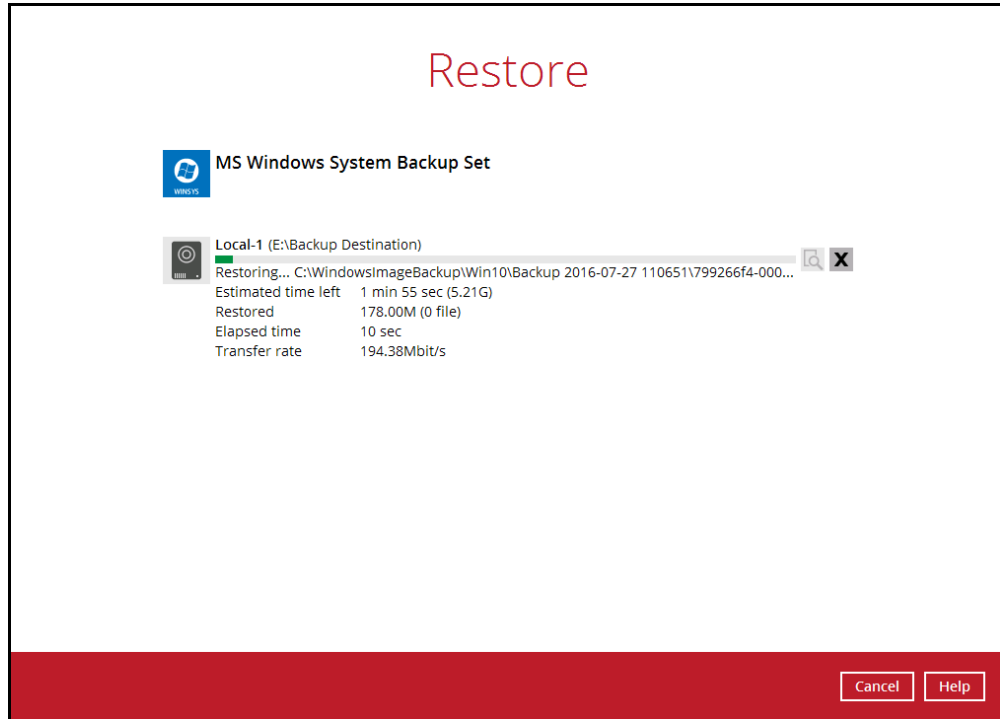 Restore
WINSYS
MS Windows System Backup Set
Local-1 (E:\Backup Destination)
X
Restoring... C:\WindowsImageBackup\Win10\Backup 2016-07-27 110651\799266f4-000...
Estimated time left 1 min 55 sec (5.21G)
Restored 178.00M (0 file)
Elapsed time 10 sec
Transfer rate 194.38Mbit/s
Cancel Help